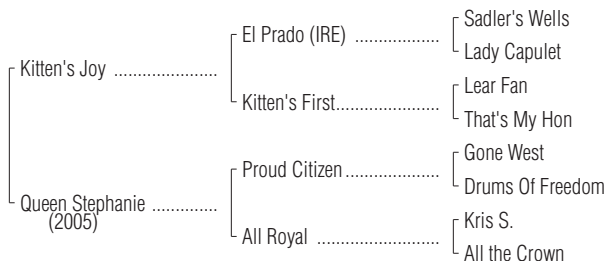 Sadler's Wells
El Prado (IRE) ..................
Lady Capulet
Kitten's Joy ......................
Lear Fan
Kitten's First......................
That's My Hon
Gone West
Proud Citizen....................
Drums Of Freedom
Queen Stephanie ..............
(2005)
Kris S.
All Royal ..........................
All the Crown